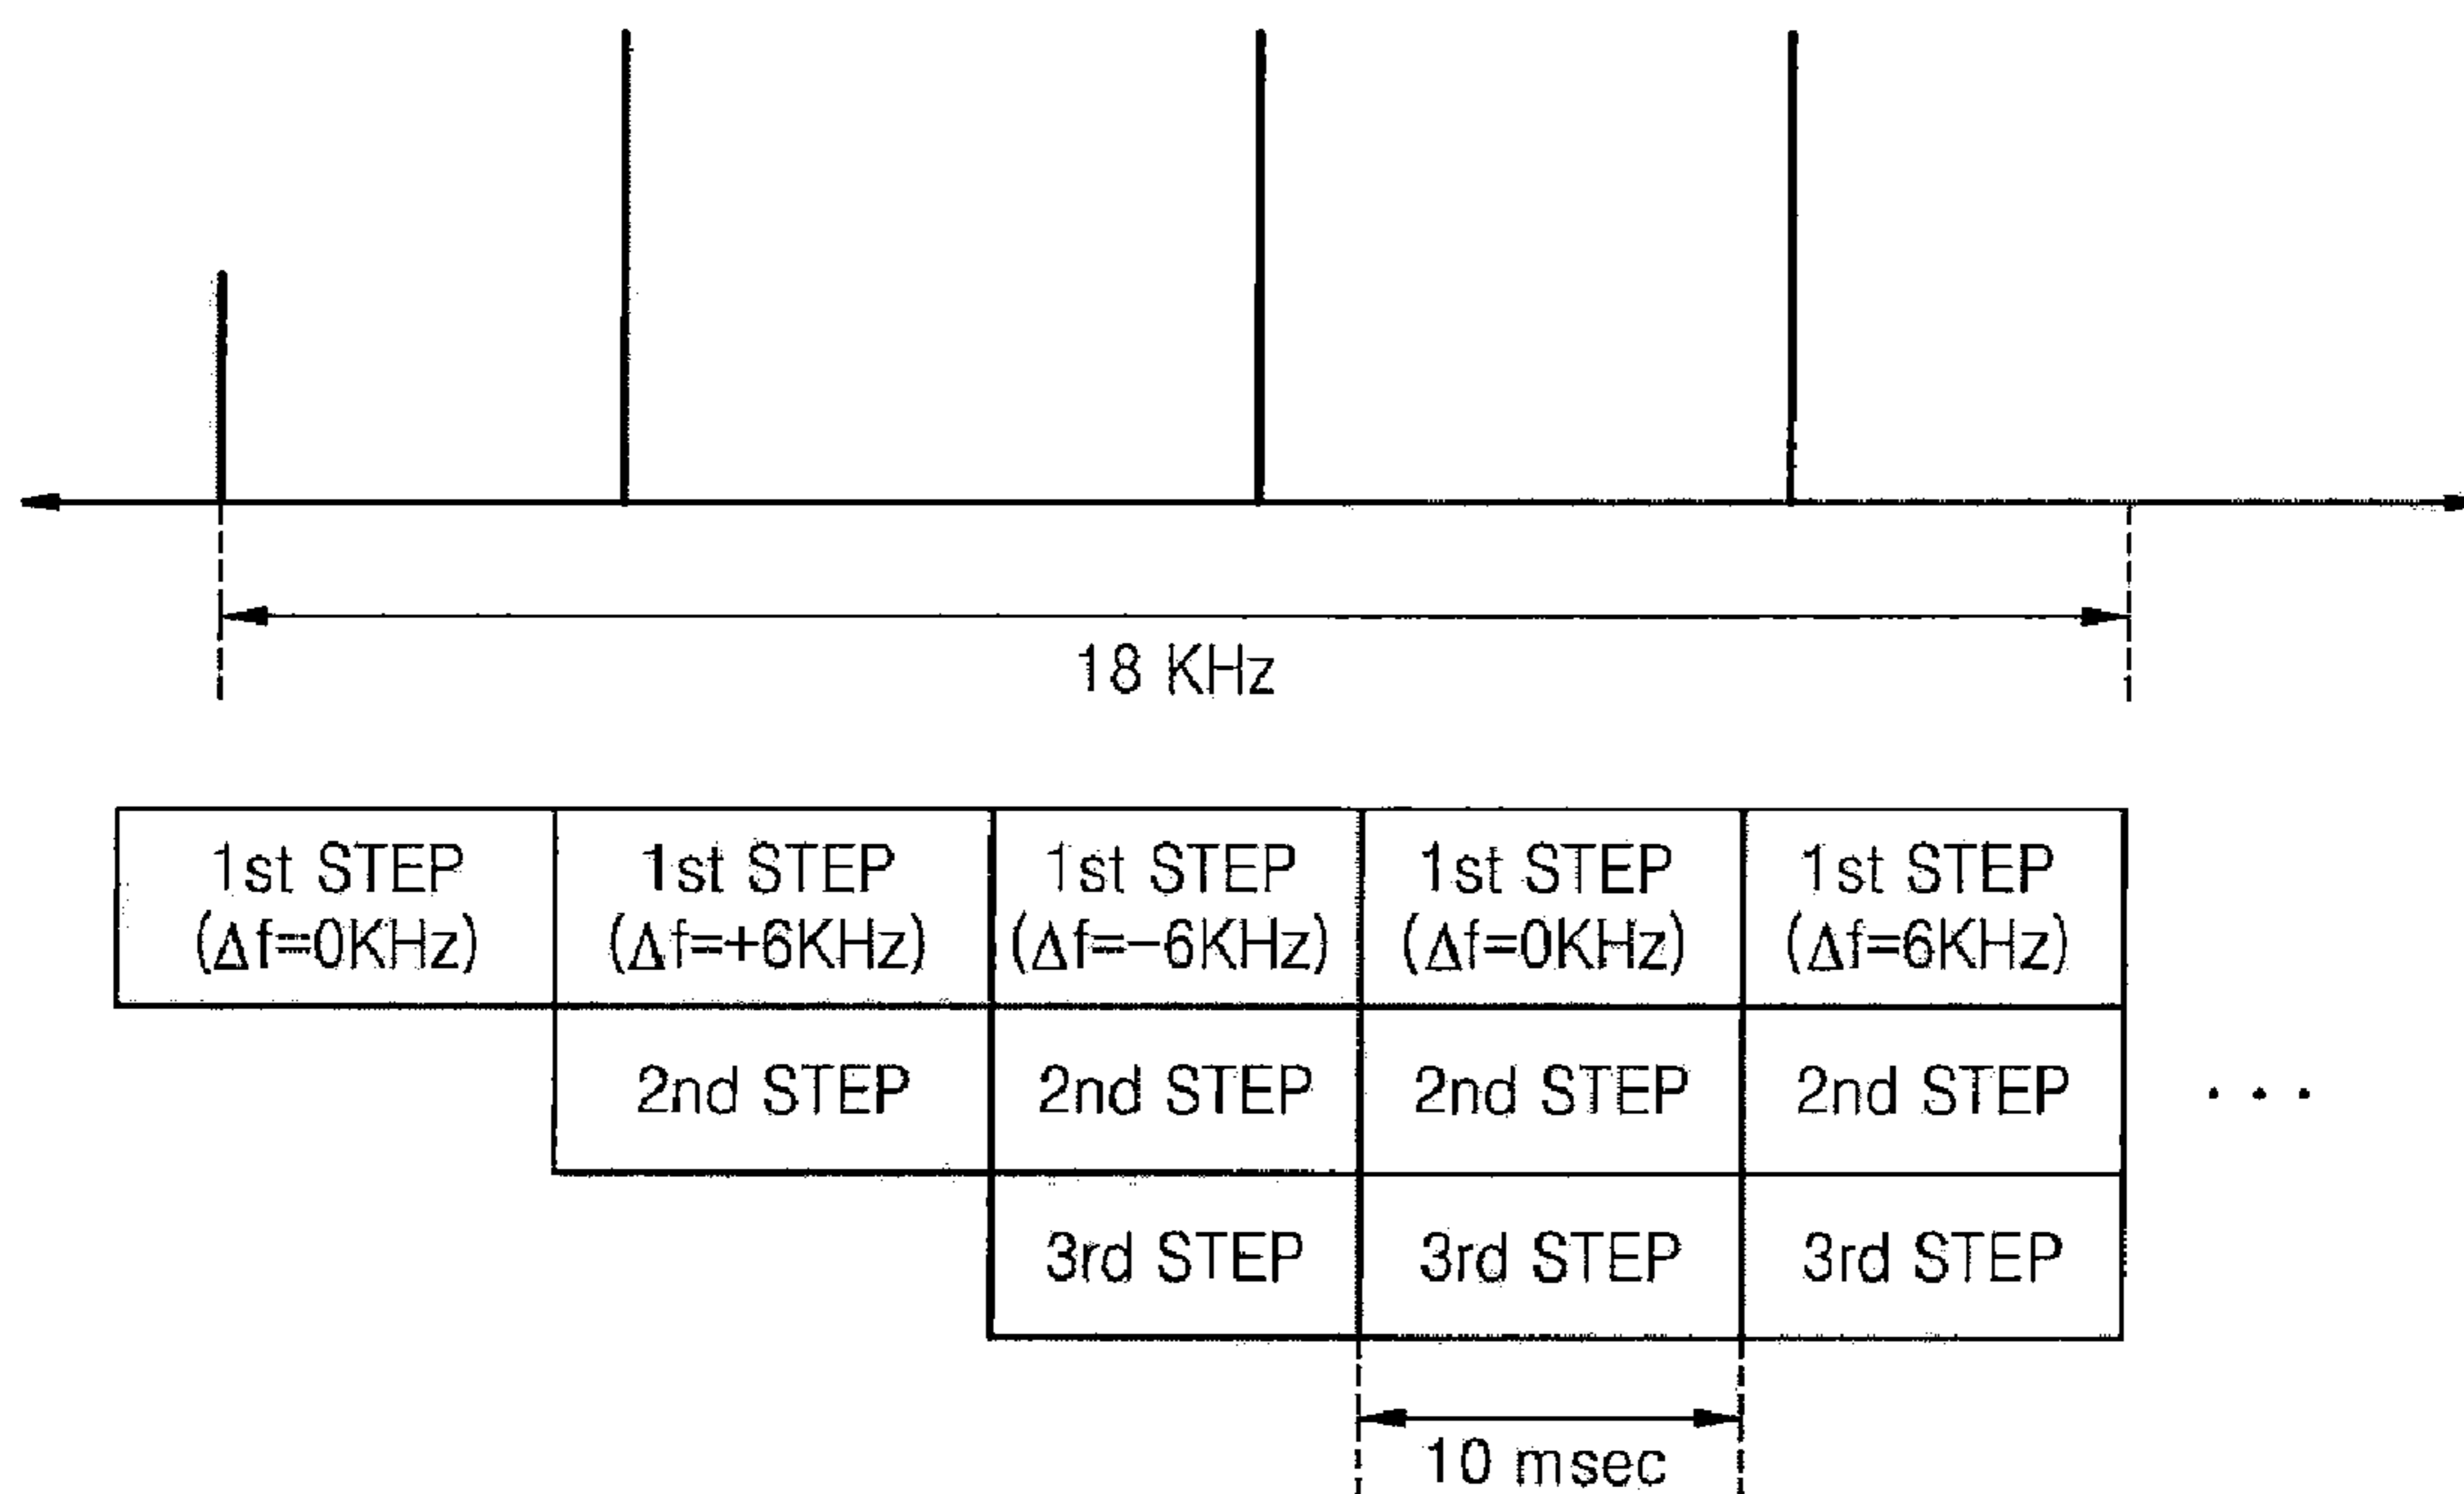 18 KHz
1st STEP
(Δf=0KHz)
1st STEP
(Δf=+6KHz)
1st STEP
(Δf=-6KHz)
1st STEP
(Δf=0KHz)
1st STEP
(Δf=6KHz)
2nd STEP
2nd STEP
2nd STEP
2nd STEP
. . .
3rd STEP
3rd STEP
3rd STEP
10 msec